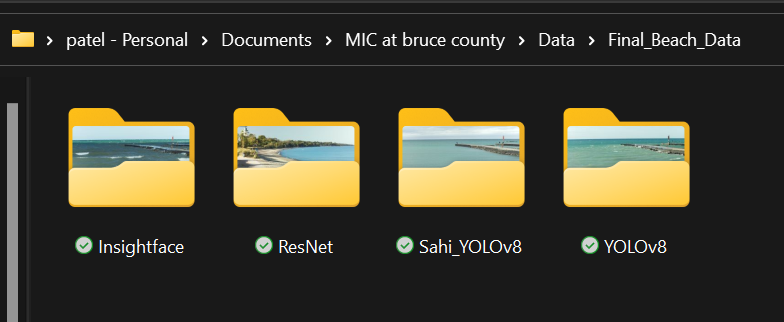 patel - Personal > Documents > MIC at bruce county > Data > Final_Beach_Data
Insightface ResNet Sahi_YOLOv8 YOLOv8